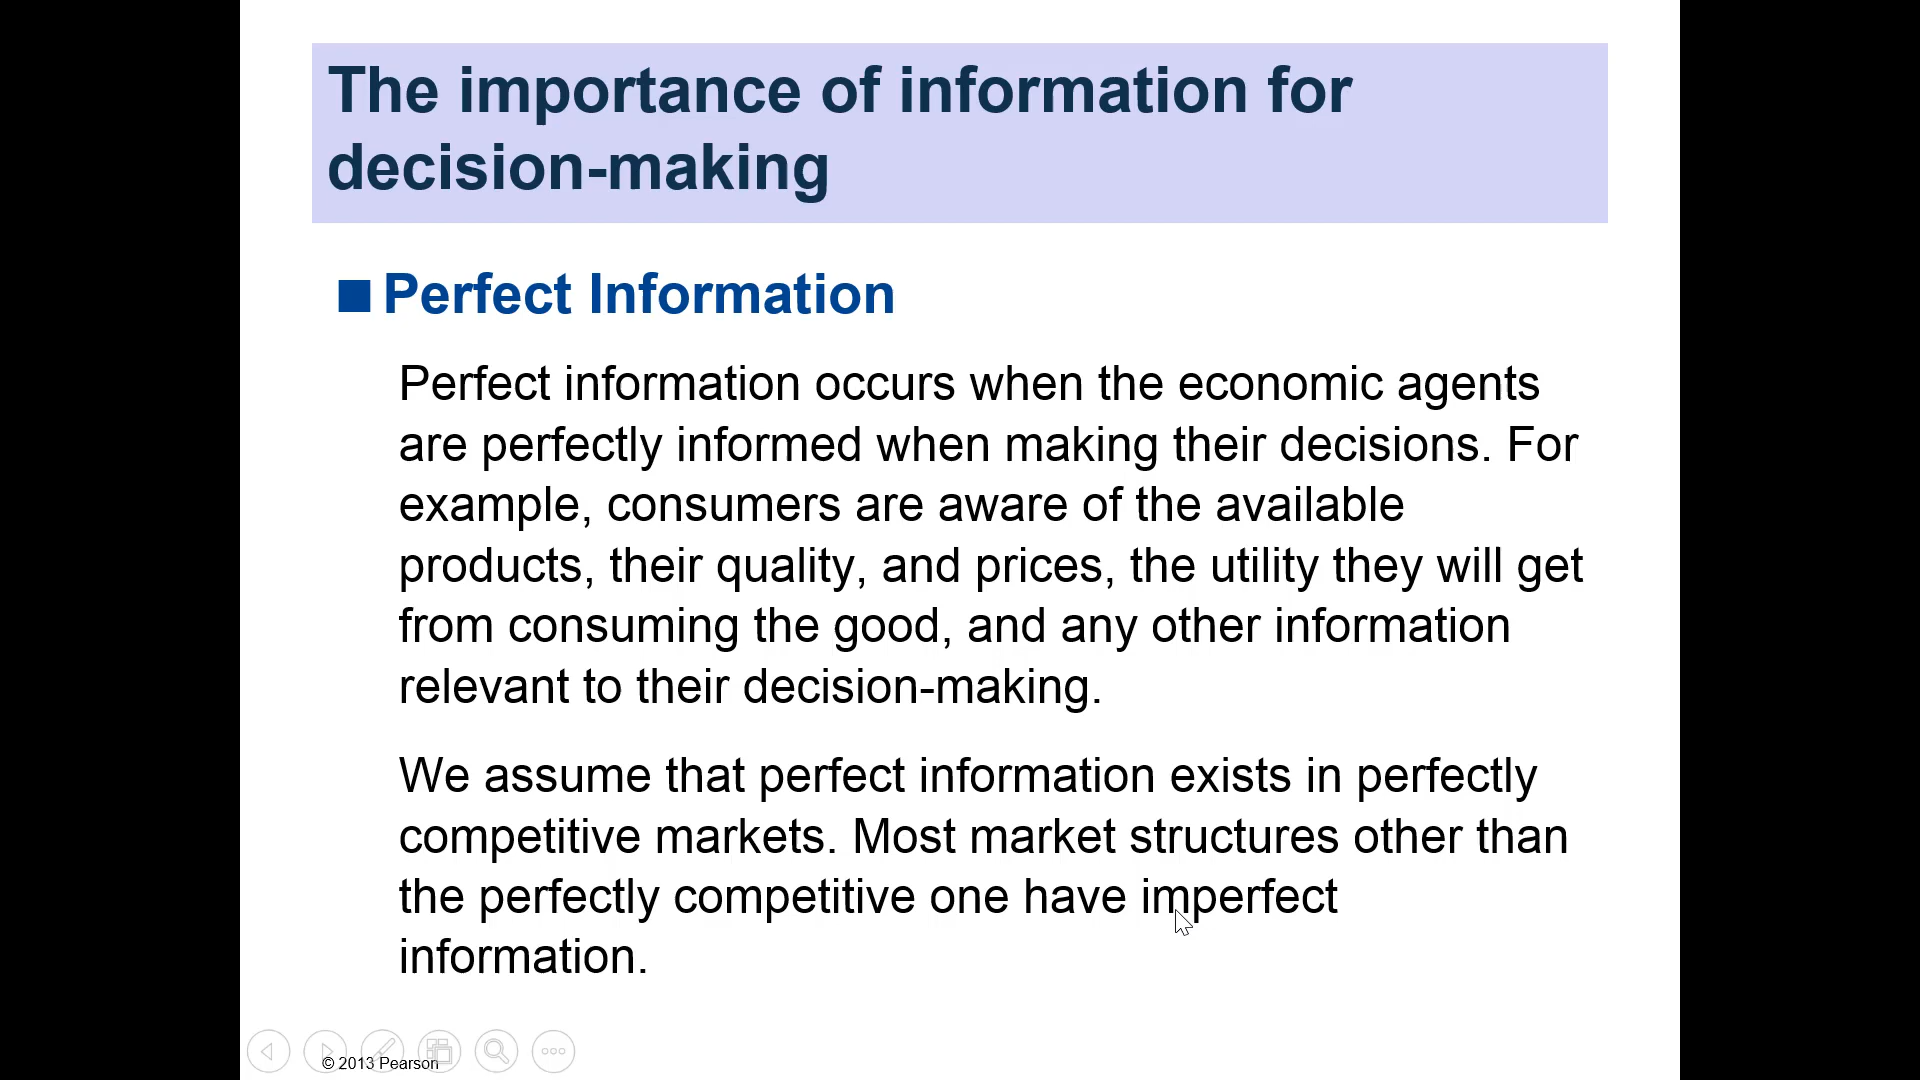 The importance of information for
decision-making
Perfect Information
Perfect information occurs when the economic agents
are perfectly informed when making their decisions. For
example, consumers are aware of the available
products, their quality, and prices, the utility they will get
from consuming the good, and any other information
relevant to their decision-making.
We assume that perfect information exists in perfectly
competitive markets. Most market structures other than
the perfectly competitive one have imperfect
information.
© 2013 Pearson